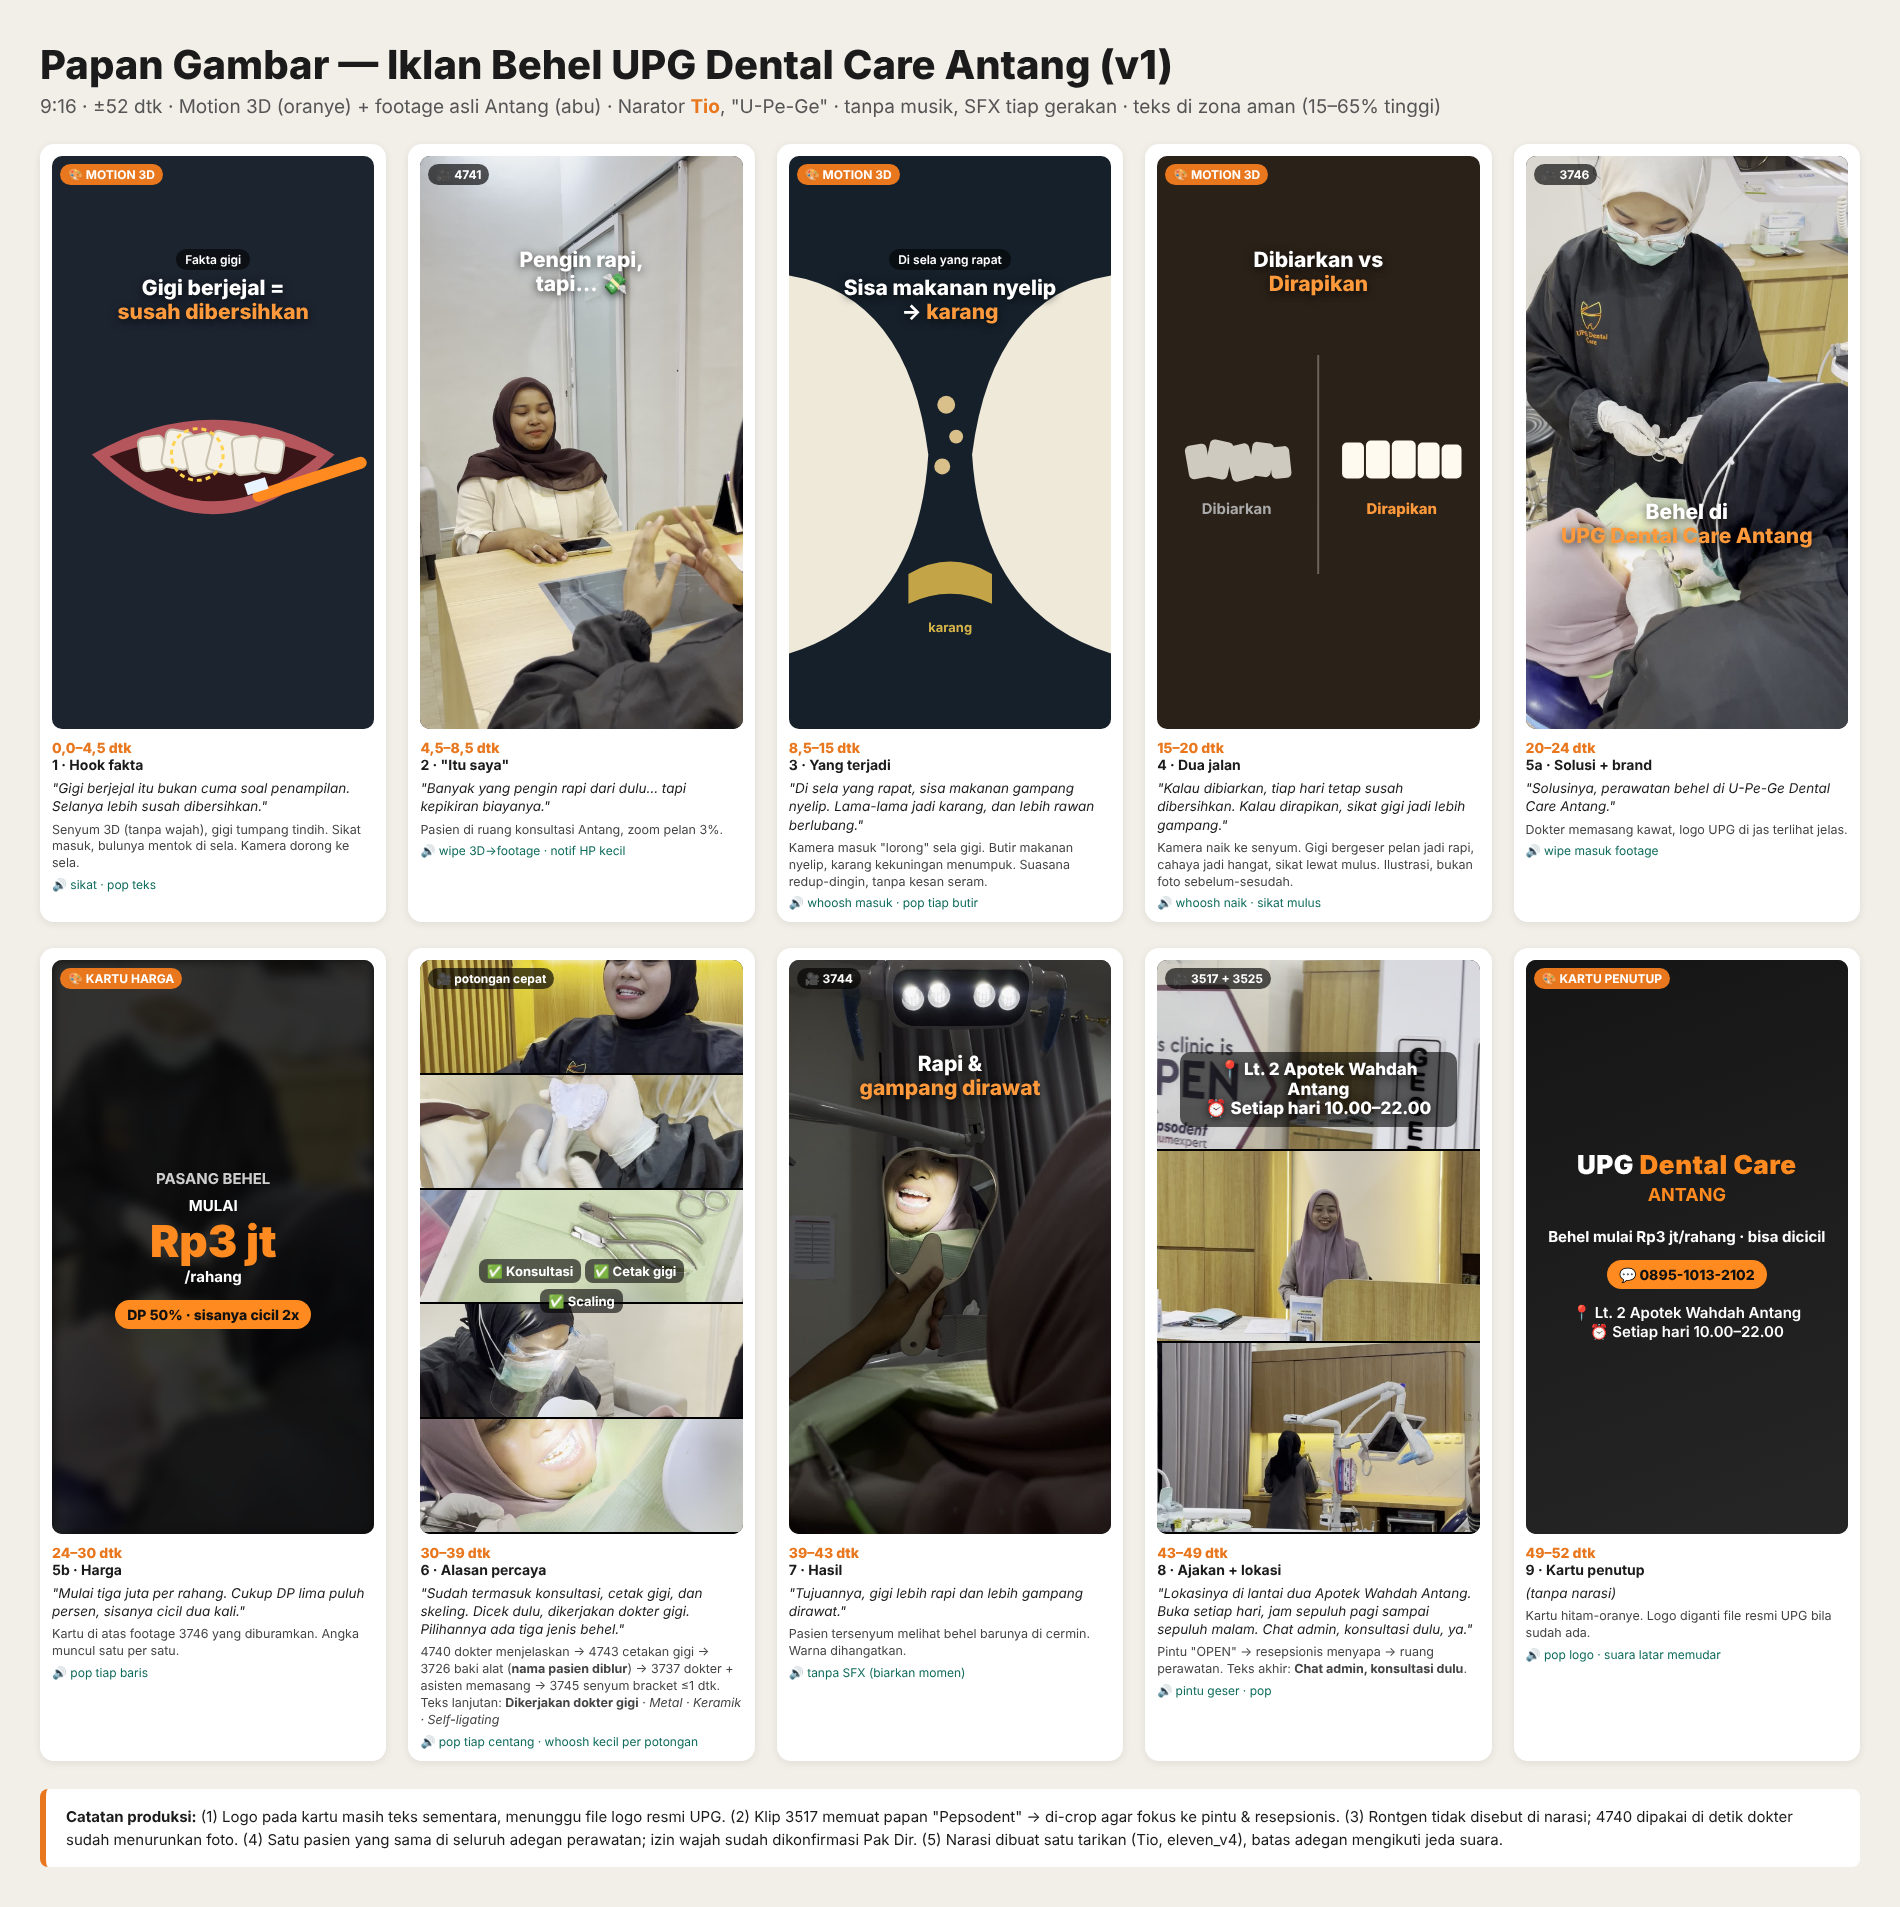 Papan Gambar — Iklan Behel UPG Dental Care Antang (v1)
9:16 · ±52 dtk · Motion 3D (oranye) + footage asli Antang (abu) · Narator Tio, "U-Pe-Ge" · tanpa musik, SFX tiap gerakan · teks di zona aman (15–65% tinggi)
🎨 MOTION 3D
Fakta gigi
Gigi berjejal =
susah dibersihkan
0,0–4,5 dtk
1 · Hook fakta
"Gigi berjejal itu bukan cuma soal penampilan.
Selanya lebih susah dibersihkan."
Senyum 3D (tanpa wajah), gigi tumpang tindih. Sikat
masuk, bulunya mentok di sela. Kamera dorong ke
sela.
🔊 sikat · pop teks
🎥 4741
Pengin rapi,
tapi... 💸
4,5–8,5 dtk
2 · "Itu saya"
"Banyak yang pengin rapi dari dulu... tapi
kepikiran biayanya."
Pasien di ruang konsultasi Antang, zoom pelan 3%.
🔊 wipe 3D→footage · notif HP kecil
🎨 MOTION 3D
Di sela yang rapat
Sisa makanan nyelip
→ karang
karang
8,5–15 dtk
3 · Yang terjadi
"Di sela yang rapat, sisa makanan gampang
nyelip. Lama-lama jadi karang, dan lebih rawan
berlubang."
Kamera masuk "lorong" sela gigi. Butir makanan
nyelip, karang kekuningan menumpuk. Suasana
redup-dingin, tanpa kesan seram.
🔊 whoosh masuk · pop tiap butir
🎨 MOTION 3D
Dibiarkan vs
Dirapikan
Dibiarkan
Dirapikan
15–20 dtk
4 · Dua jalan
"Kalau dibiarkan, tiap hari tetap susah
dibersihkan. Kalau dirapikan, sikat gigi jadi lebih
gampang."
Kamera naik ke senyum. Gigi bergeser pelan jadi rapi,
cahaya jadi hangat, sikat lewat mulus. Ilustrasi, bukan
foto sebelum-sesudah.
🔊 whoosh naik · sikat mulus
🎥 3746
UPG Dental
Care
Behel di
UPG Dental Care Antang
20–24 dtk
5a · Solusi + brand
"Solusinya, perawatan behel di U-Pe-Ge Dental
Care Antang."
Dokter memasang kawat, logo UPG di jas terlihat jelas.
🔊 wipe masuk footage
🎨 KARTU HARGA
PASANG BEHEL
MULAI
Rp3 jt
/rahang
DP 50% · sisanya cicil 2x
24–30 dtk
5b · Harga
"Mulai tiga juta per rahang. Cukup DP lima puluh
persen, sisanya cicil dua kali."
Kartu di atas footage 3746 yang diburamkan. Angka
muncul satu per satu.
🔊 pop tiap baris
🎥 potongan cepat
✅ Konsultasi ✅ Cetak gigi
✅ Scaling
30–39 dtk
6 · Alasan percaya
"Sudah termasuk konsultasi, cetak gigi, dan
skeling. Dicek dulu, dikerjakan dokter gigi.
Pilihannya ada tiga jenis behel."
4740 dokter menjelaskan → 4743 cetakan gigi →
3726 baki alat (nama pasien diblur) → 3737 dokter +
asisten memasang → 3745 senyum bracket ≤1 dtk.
Teks lanjutan: Dikerjakan dokter gigi · Metal · Keramik
· Self-ligating
🔊 pop tiap centang · whoosh kecil per potongan
🎥 3744
Rapi &
gampang dirawat
39–43 dtk
7 · Hasil
"Tujuannya, gigi lebih rapi dan lebih gampang
dirawat."
Pasien tersenyum melihat behel barunya di cermin.
Warna dihangatkan.
🔊 tanpa SFX (biarkan momen)
🎥 3517 + 3525
s clinic is
PEN
psodent
umexpert
📍 Lt. 2 Apotek Wahdah
Antang
⏰ Setiap hari 10.00–22.00
43–49 dtk
8 · Ajakan + lokasi
"Lokasinya di lantai dua Apotek Wahdah Antang.
Buka setiap hari, jam sepuluh pagi sampai
sepuluh malam. Chat admin, konsultasi dulu, ya."
Pintu "OPEN" → resepsionis menyapa → ruang
perawatan. Teks akhir: Chat admin, konsultasi dulu.
🔊 pintu geser · pop
🎨 KARTU PENUTUP
UPG Dental Care
ANTANG
Behel mulai Rp3 jt/rahang · bisa dicicil
💬 0895-1013-2102
📍 Lt. 2 Apotek Wahdah Antang
⏰ Setiap hari 10.00–22.00
49–52 dtk
9 · Kartu penutup
(tanpa narasi)
Kartu hitam-oranye. Logo diganti file resmi UPG bila
sudah ada.
🔊 pop logo · suara latar memudar
Catatan produksi: (1) Logo pada kartu masih teks sementara, menunggu file logo resmi UPG. (2) Klip 3517 memuat papan "Pepsodent" → di-crop agar fokus ke pintu & resepsionis. (3) Rontgen tidak disebut di narasi; 4740 dipakai di detik dokter
sudah menurunkan foto. (4) Satu pasien yang sama di seluruh adegan perawatan; izin wajah sudah dikonfirmasi Pak Dir. (5) Narasi dibuat satu tarikan (Tio, eleven_v4), batas adegan mengikuti jeda suara.